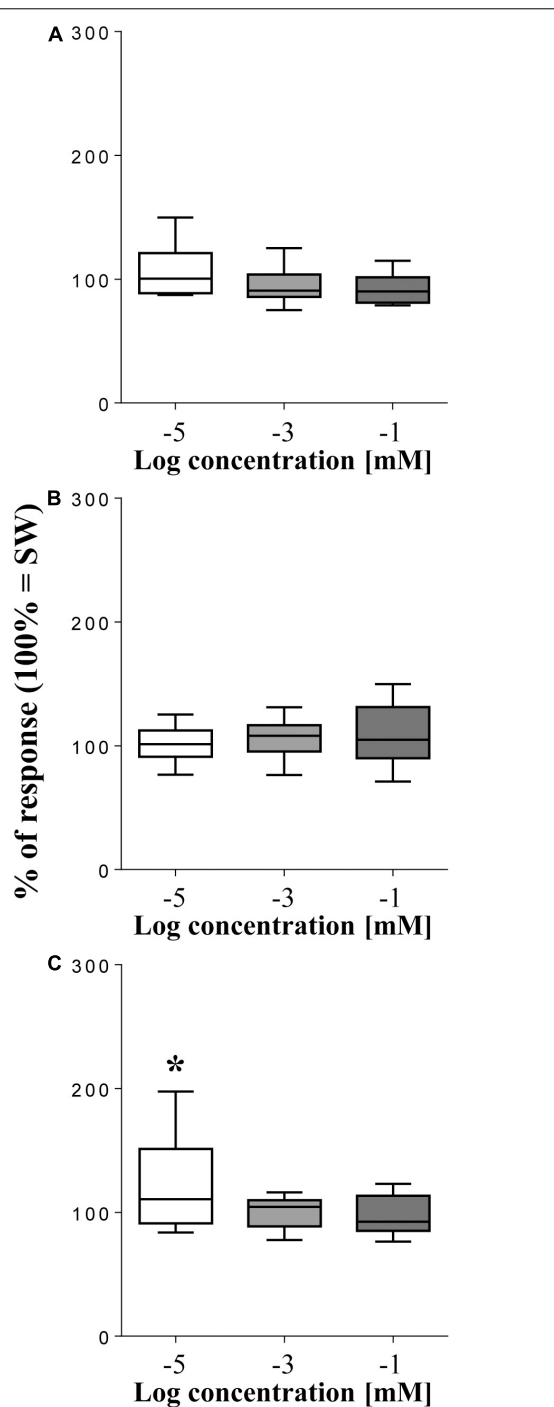 A 300
200
100
0
-5 -3 -1
Log concentration [mM]
% of response (100% = SW)
B 300
200
100
0
-5 -3 -1
Log concentration [mM]
C 300
*
200
100
0
-5 -3 -1
Log concentration [mM]